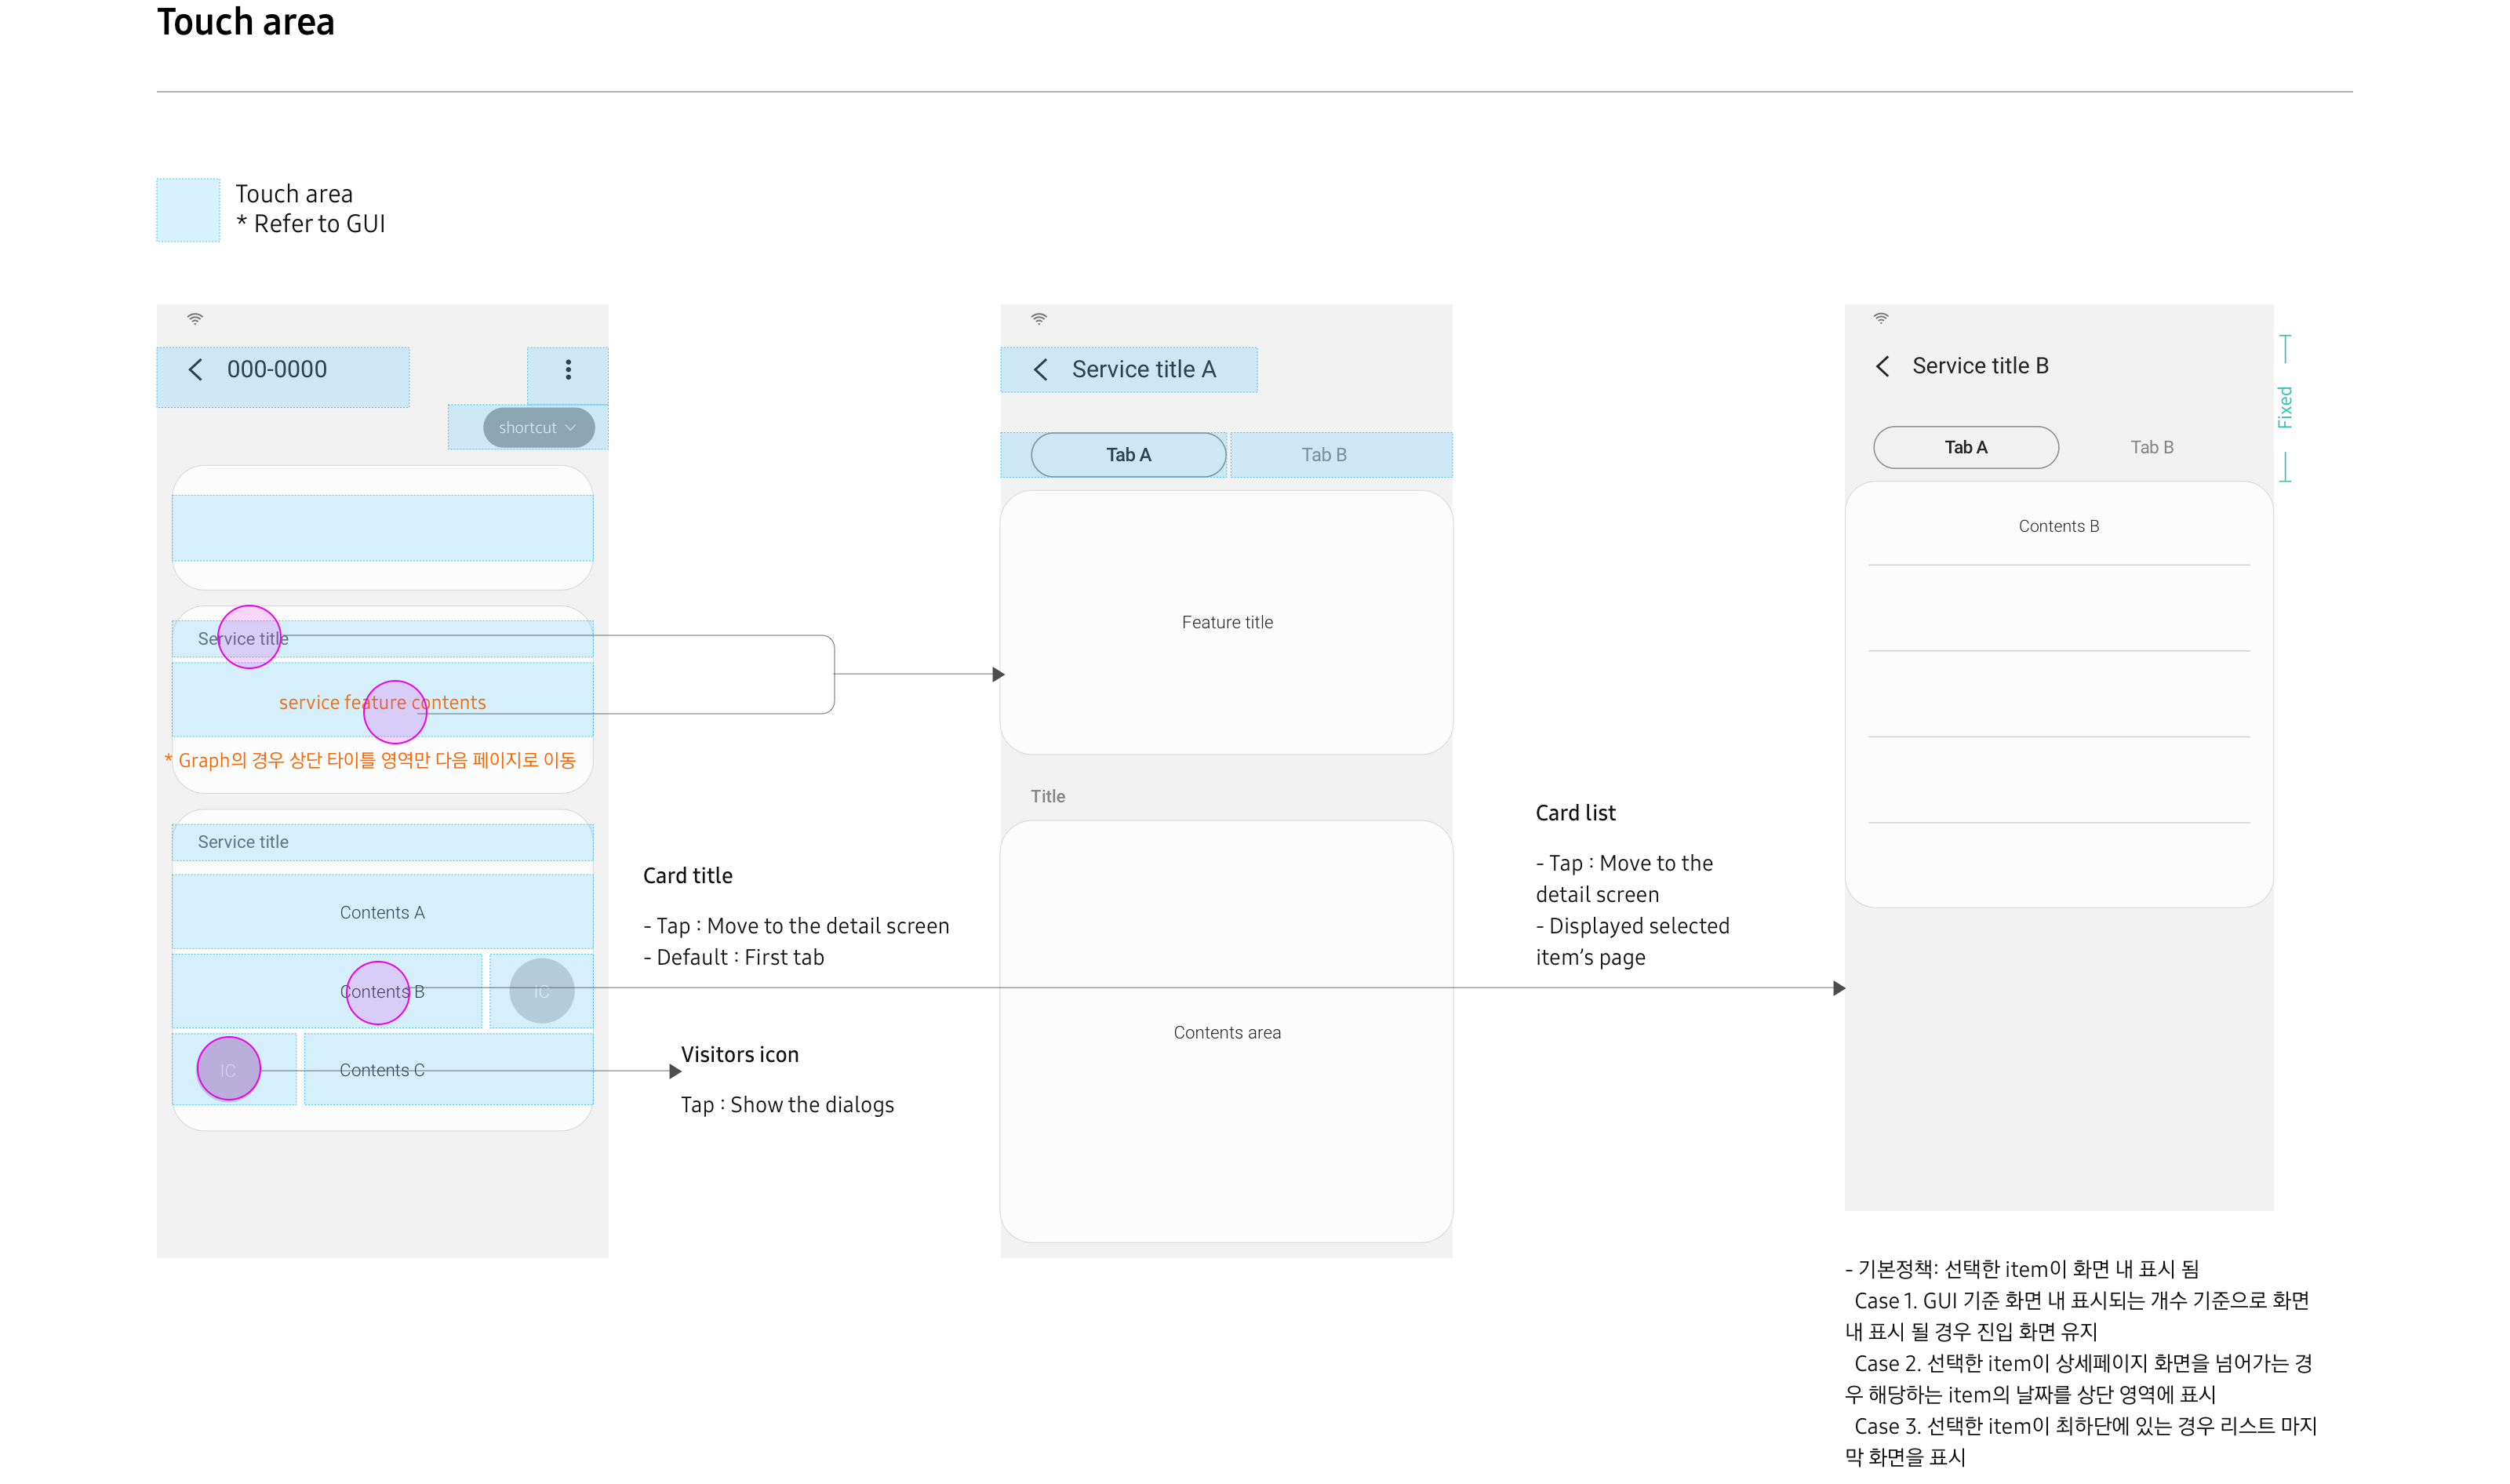 Touch area
Touch area
* Refer to GUI
000-0000
shortcut
Service title
service feature contents
* Graph의 경우 상단 타이틀 영역만 다음 페이지로 이동
Service title
Contents A
Contents B
IC
IC
Contents C
Card title
- Tap : Move to the detail screen
- Default : First tab
Visitors icon
Tap : Show the dialogs
Service title A
Tab A
Tab B
Feature title
Title
Contents area
Card list
- Tap : Move to the
detail screen
- Displayed selected
item’s page
Service title B
Tab A
Tab B
Fixed
Contents B
- 기본정책: 선택한 item이 화면 내 표시 됨
Case 1. GUI 기준 화면 내 표시되는 개수 기준으로 화면
내 표시 될 경우 진입 화면 유지
Case 2. 선택한 item이 상세페이지 화면을 넘어가는 경
우 해당하는 item의 날짜를 상단 영역에 표시
Case 3. 선택한 item이 최하단에 있는 경우 리스트 마지
막 화면을 표시